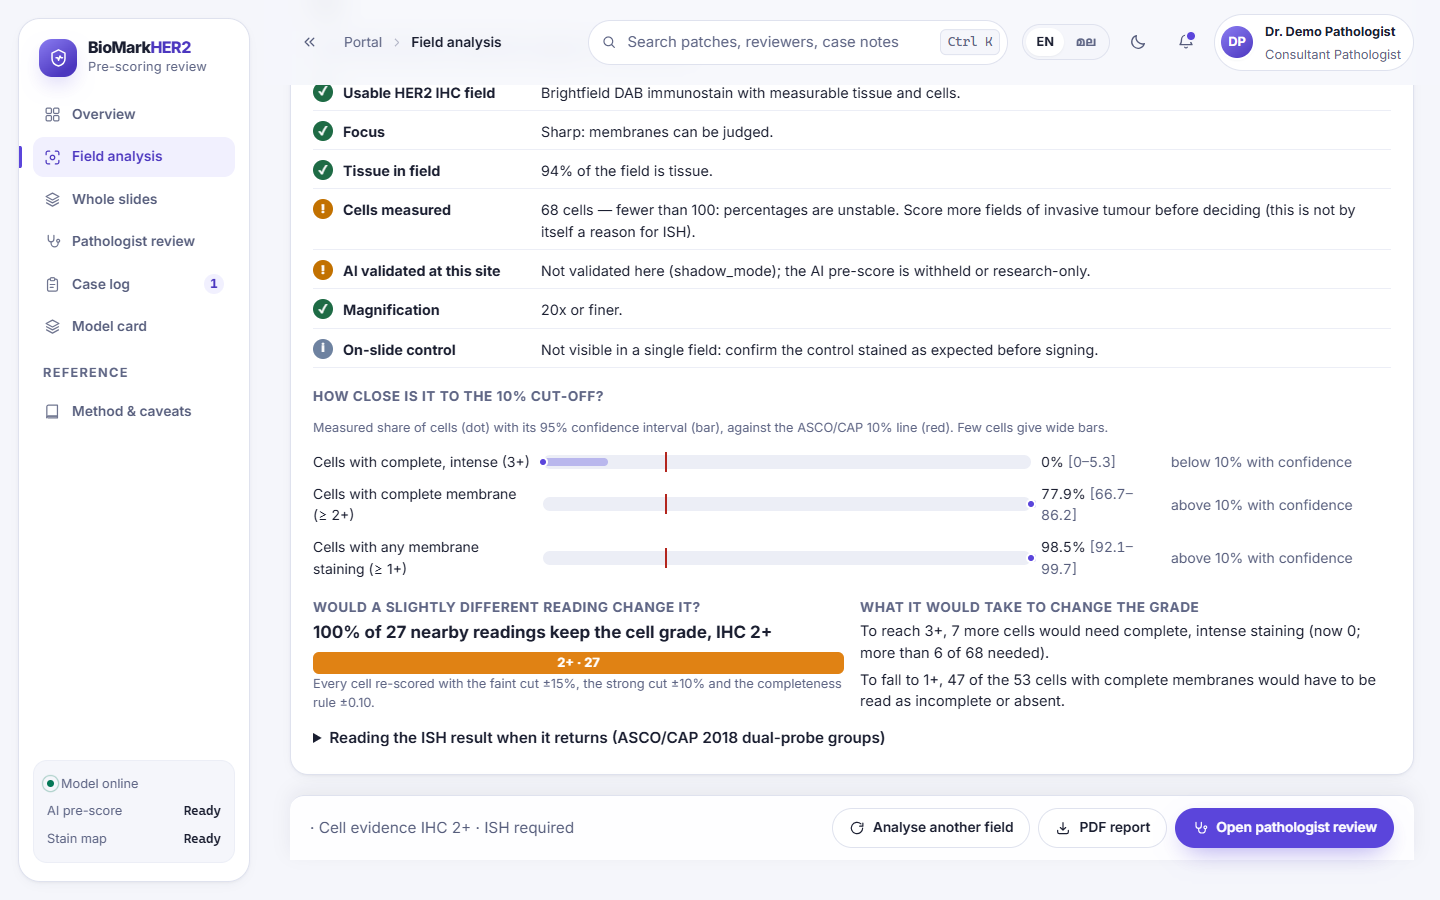 BioMarkHER2
Pre-scoring review
Overview
Field analysis
Whole slides
Pathologist review
Case log 1
Model card
REFERENCE
Method & caveats
Model online
AI pre-score Ready
Stain map Ready
Portal > Field analysis
Search patches, reviewers, case notes Ctrl K
EN മല
DP
Dr. Demo Pathologist
Consultant Pathologist
Usable HER2 IHC field Brightfield DAB immunostain with measurable tissue and cells.
Focus Sharp: membranes can be judged.
Tissue in field 94% of the field is tissue.
Cells measured 68 cells — fewer than 100: percentages are unstable. Score more fields of invasive tumour before deciding (this is not by
itself a reason for ISH).
AI validated at this site Not validated here (shadow_mode); the AI pre-score is withheld or research-only.
Magnification 20x or finer.
On-slide control Not visible in a single field: confirm the control stained as expected before signing.
HOW CLOSE IS IT TO THE 10% CUT-OFF?
Measured share of cells (dot) with its 95% confidence interval (bar), against the ASCO/CAP 10% line (red). Few cells give wide bars.
Cells with complete, intense (3+) 0% [0–5.3] below 10% with confidence
Cells with complete membrane
(≥ 2+)
77.9% [66.7–
86.2]
above 10% with confidence
Cells with any membrane
staining (≥ 1+)
98.5% [92.1–
99.7]
above 10% with confidence
WOULD A SLIGHTLY DIFFERENT READING CHANGE IT?
100% of 27 nearby readings keep the cell grade, IHC 2+
2+ · 27
Every cell re-scored with the faint cut ±15%, the strong cut ±10% and the completeness
rule ±0.10.
WHAT IT WOULD TAKE TO CHANGE THE GRADE
To reach 3+, 7 more cells would need complete, intense staining (now 0;
more than 6 of 68 needed).
To fall to 1+, 47 of the 53 cells with complete membranes would have to be
read as incomplete or absent.
Reading the ISH result when it returns (ASCO/CAP 2018 dual-probe groups)
· Cell evidence IHC 2+ · ISH required
Analyse another field
PDF report
Open pathologist review